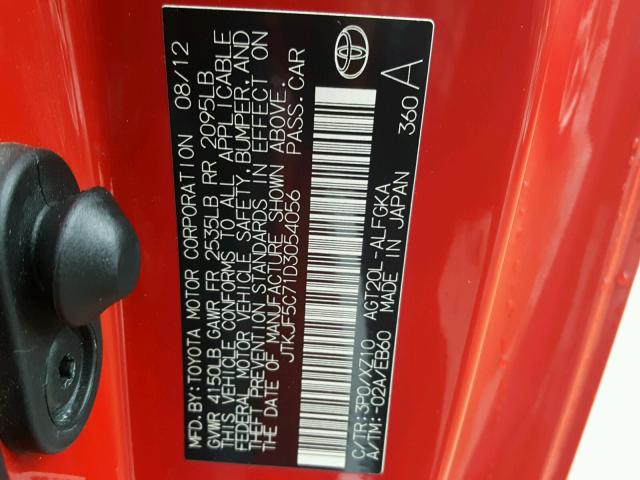 MFD.BY:TOYOTA MOTOR CORPORATION 08/12
GVWR 4150LB GAWR FR 2535LB RR 2095LB
THIS VEHICLE CONFORMS TO ALL APPLICABLE
FEDERAL MOTOR VEHICLE SAFETY, BUMPER, AND
THEFT PREVENTION STANDARDS IN EFFECT ON
THE DATE OF MANUFACTURE SHOWN ABOVE.
JTKJF5C71D3054056 PASS.CAR
C/TR:3P0/YZ10 AGT20L-ALFGKA
A/TM:-02A/EB60 MADE IN JAPAN 360 A